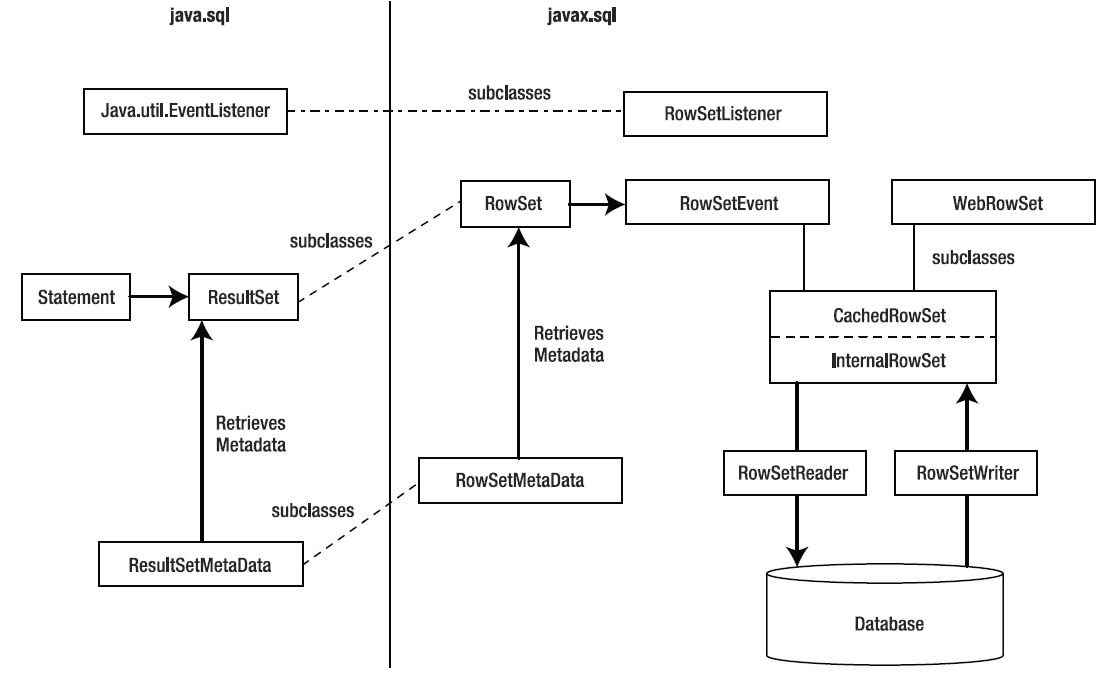 java.sql
javax.sql
subclasses
Java.util.EventListener
RowSetListener
RowSet
RowSetEvent
WebRowSet
subclasses
subclasses
Statement
ResultSet
CachedRowSet
Retrieves
Metadata
InternalRowSet
Retrieves
Metadata
RowSetMetaData
RowSetReader
RowSetWriter
subclasses
ResultSetMetaData
Database